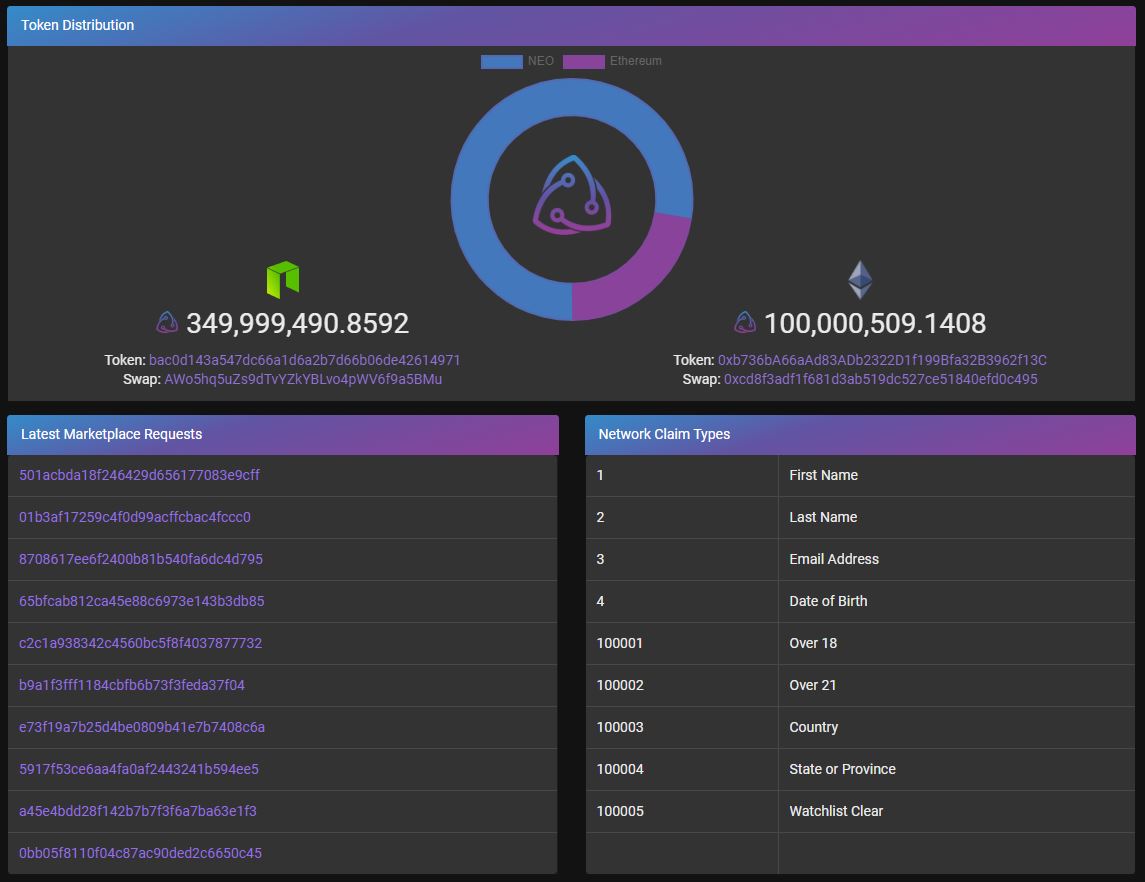 Token Distribution
NEO Ethereum
349,999,490.8592
Token: bac0d143a547dc66a1d6a2b7d66b06de42614971
Swap: AWo5hq5uZs9dTvYZkYBLvo4pWV6f9a5BMu
100,000,509.1408
Token: 0xb736bA66aAd83ADb2322D1f199Bfa32B3962f13C
Swap: 0xcd8f3adf1f681d3ab519dc527ce51840efd0c495
Latest Marketplace Requests
501acbda18f246429d656177083e9cff
01b3af17259c4f0d99acffcbac4fccc0
8708617ee6f2400b81b540fa6dc4d795
65bfcab812ca45e88c6973e143b3db85
c2c1a938342c4560bc5f8f4037877732
b9a1f3fff1184cbfb6b73f3feda37f04
e73f19a7b25d4be0809b41e7b7408c6a
5917f53ce6aa4fa0af2443241b594ee5
a45e4bdd28f142b7b7f3f6a7ba63e1f3
0bb05f8110f04c87ac90ded2c6650c45
Network Claim Types
1 First Name
2 Last Name
3 Email Address
4 Date of Birth
100001 Over 18
100002 Over 21
100003 Country
100004 State or Province
100005 Watchlist Clear